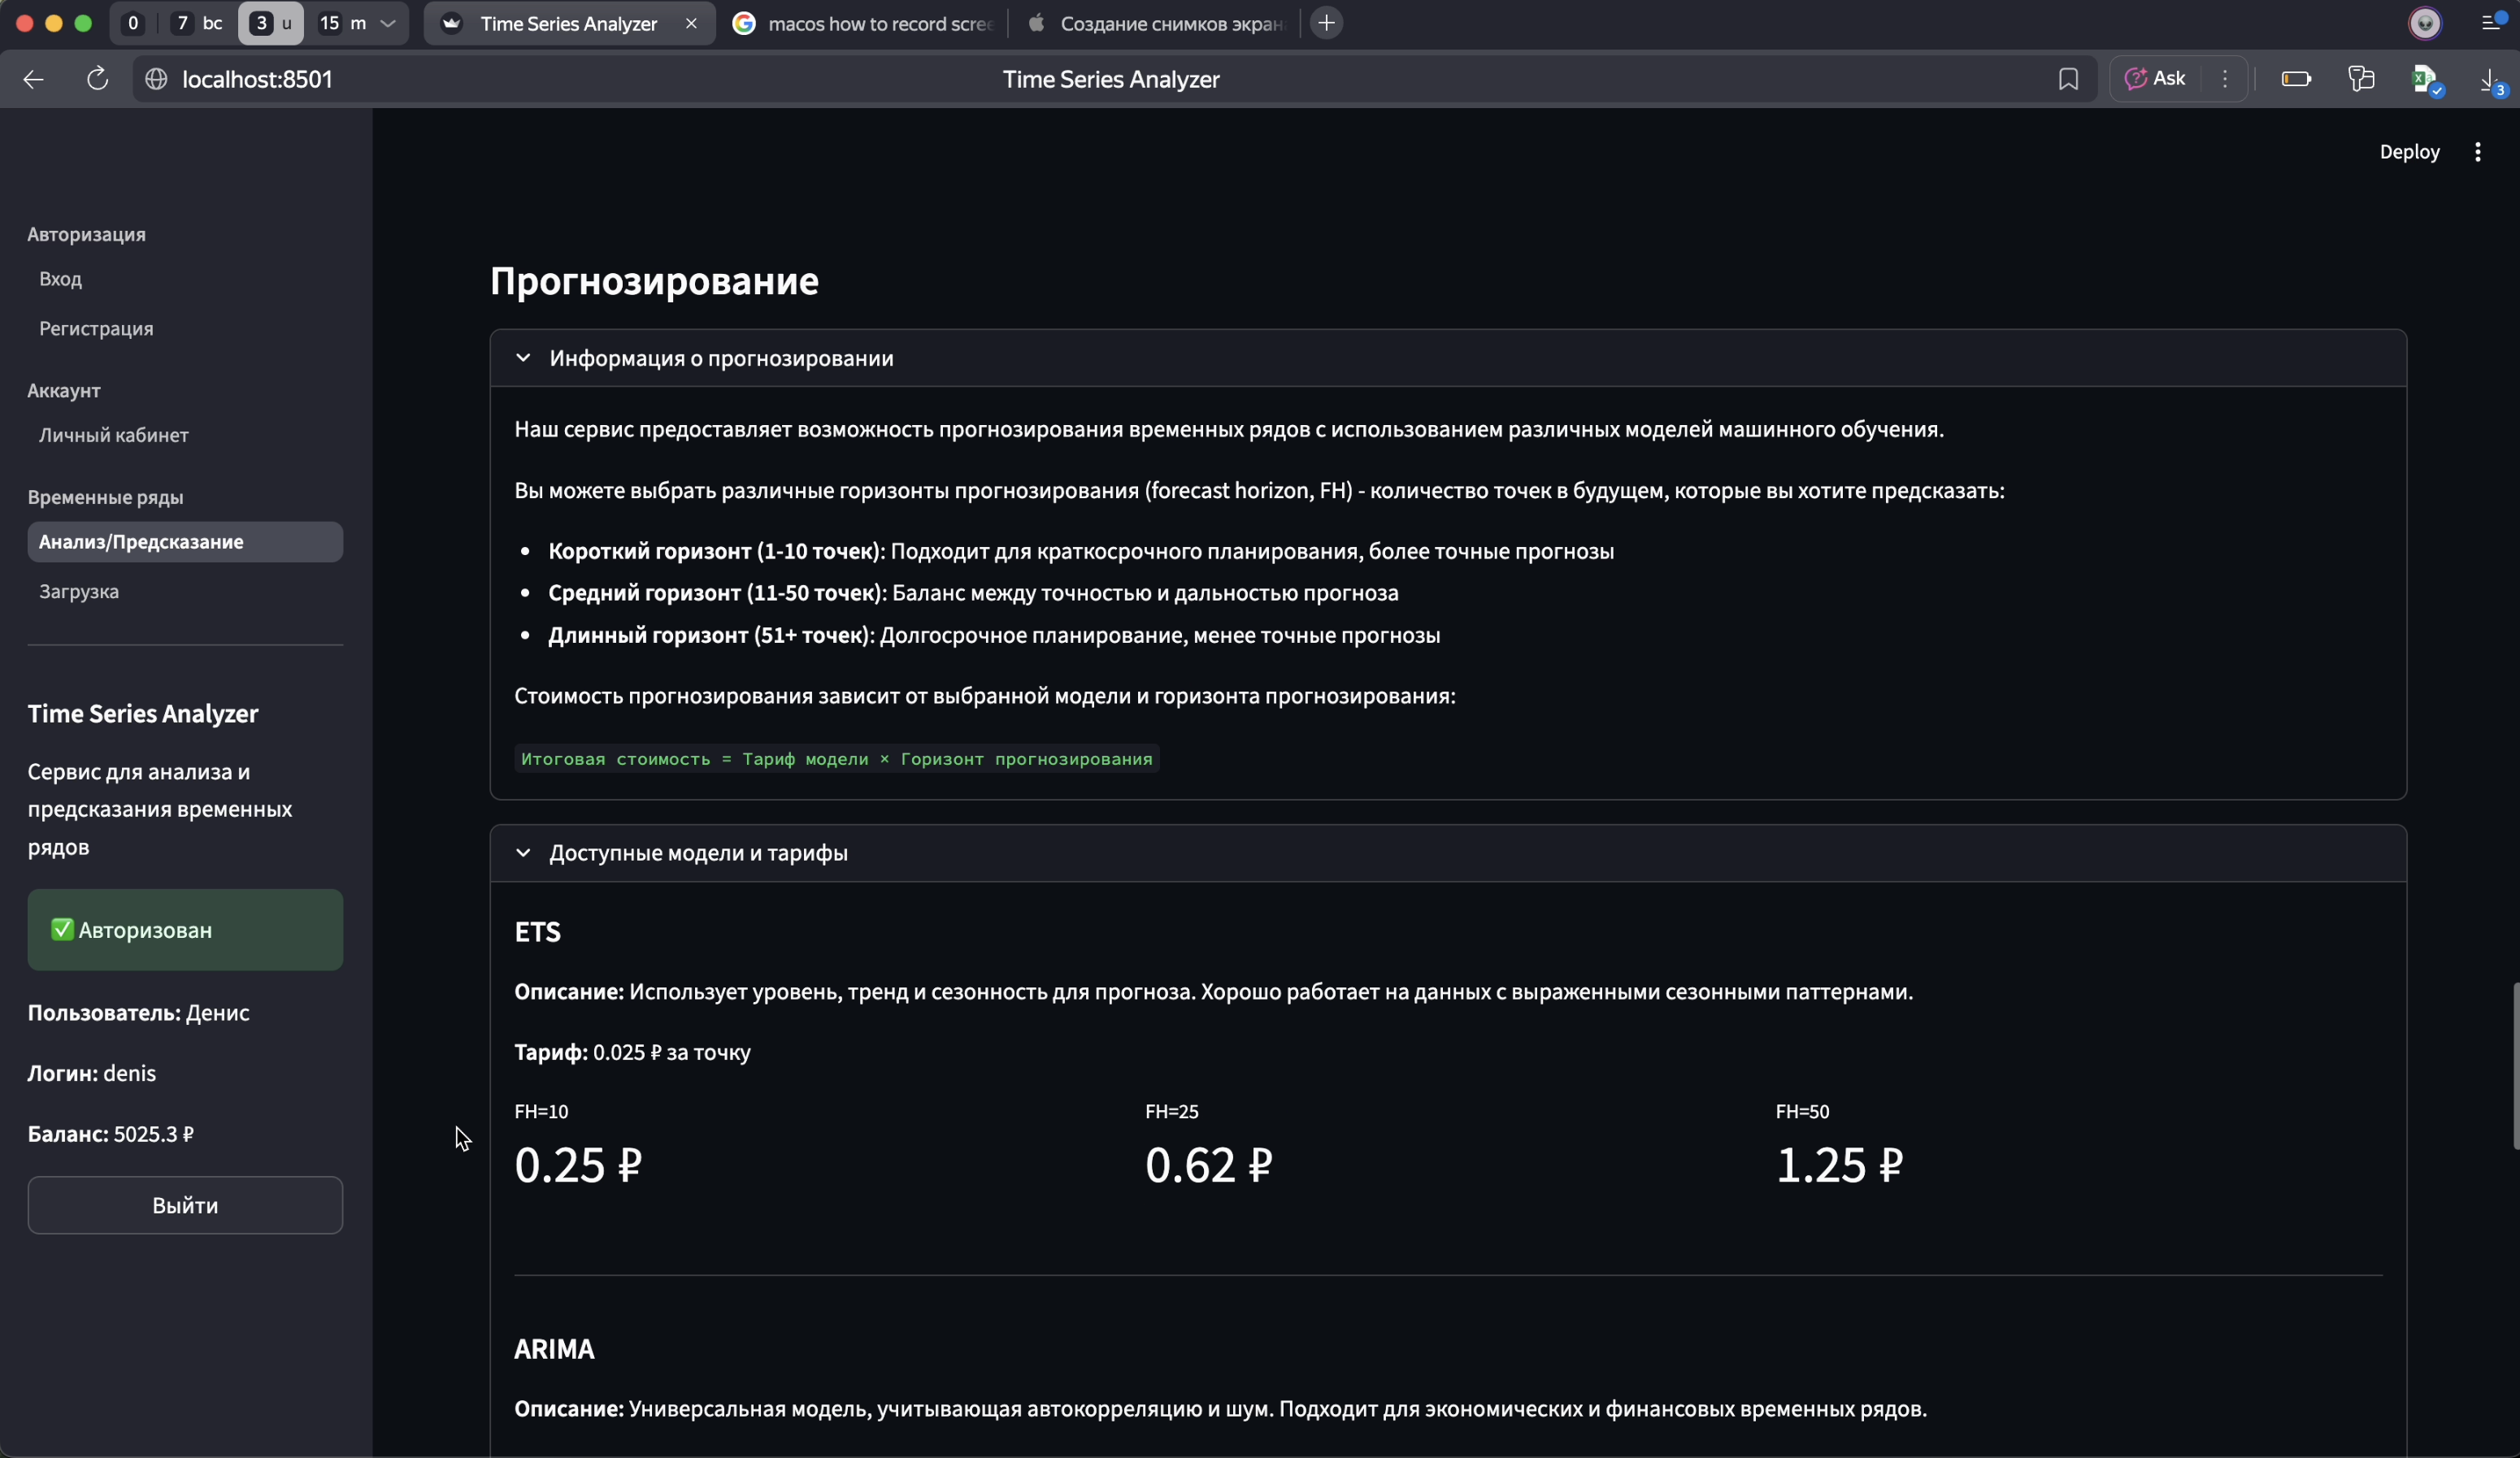 0
7 bc
3 u
15 m
Time Series Analyzer
macos how to record scree
Создание снимков экран
localhost:8501
Time Series Analyzer
Ask
3
Deploy
Авторизация
Вход
Регистрация
Аккаунт
Личный кабинет
Временные ряды
Анализ/Предсказание
Загрузка
Time Series Analyzer
Сервис для анализа и
предсказания временных
рядов
✅ Авторизован
Пользователь: Денис
Логин: denis
Баланс: 5025.3 ₽
Выйти
Прогнозирование
Информация о прогнозировании
Наш сервис предоставляет возможность прогнозирования временных рядов с использованием различных моделей машинного обучения.
Вы можете выбрать различные горизонты прогнозирования (forecast horizon, FH) - количество точек в будущем, которые вы хотите предсказать:
• Короткий горизонт (1-10 точек): Подходит для краткосрочного планирования, более точные прогнозы
• Средний горизонт (11-50 точек): Баланс между точностью и дальностью прогноза
• Длинный горизонт (51+ точек): Долгосрочное планирование, менее точные прогнозы
Стоимость прогнозирования зависит от выбранной модели и горизонта прогнозирования:
Итоговая стоимость = Тариф модели × Горизонт прогнозирования
Доступные модели и тарифы
ETS
Описание: Использует уровень, тренд и сезонность для прогноза. Хорошо работает на данных с выраженными сезонными паттернами.
Тариф: 0.025 ₽ за точку
FH=10
0.25 ₽
FH=25
0.62 ₽
FH=50
1.25 ₽
ARIMA
Описание: Универсальная модель, учитывающая автокорреляцию и шум. Подходит для экономических и финансовых временных рядов.